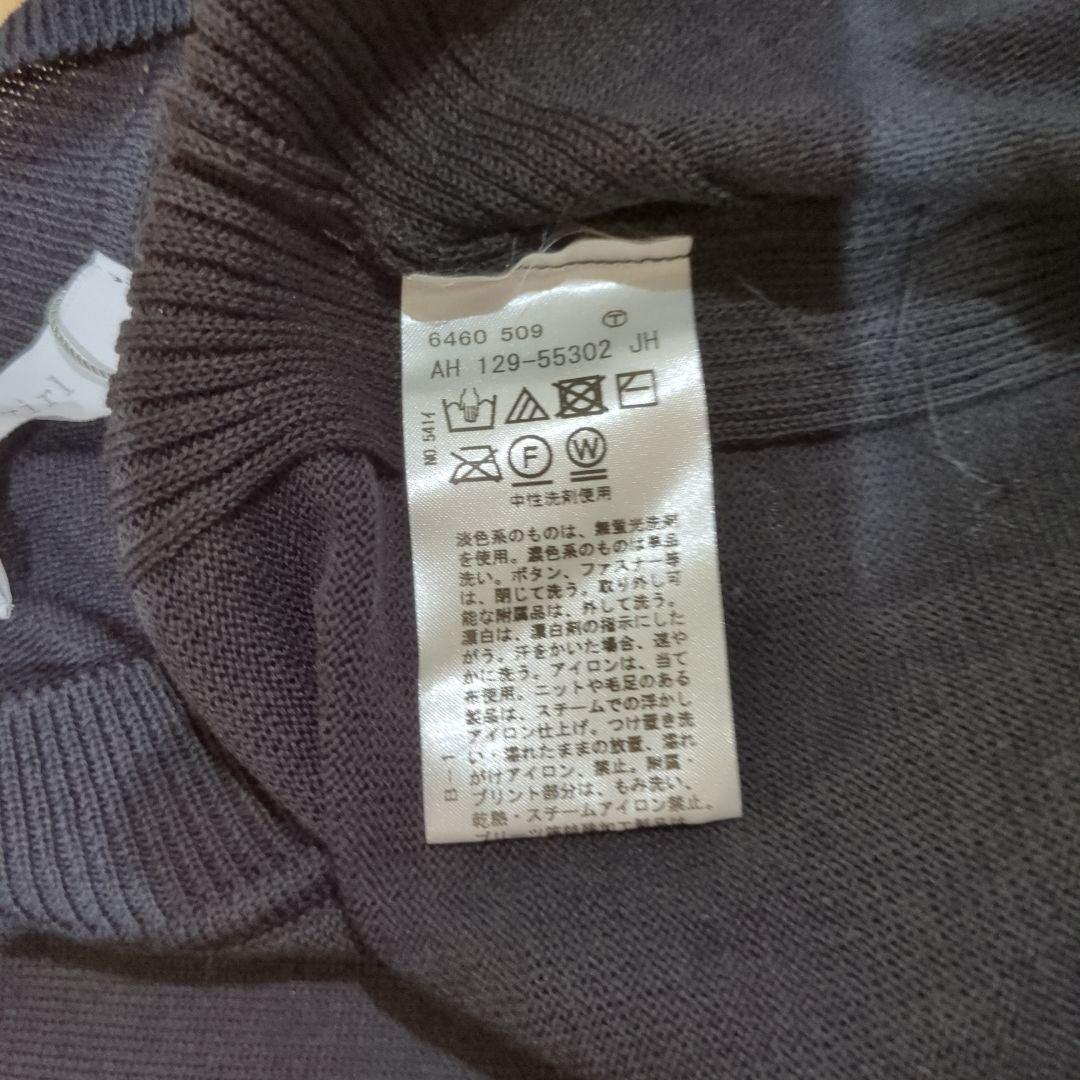 6460 509 Ⓣ
AH 129-55302 JH
NO.541イ
F W
中性洗剤使用
淡色系のものは、無蛍光洗剤
を使用。濃色系のものは単品
洗い。ボタン、ファスナー等
は、閉じて洗う。取り外し可
能な附属品は、外して洗う。
漂白は、漂白剤の指示にした
がう。汗をかいた場合、速や
かに洗う。アイロンは、当て
布使用。ニットや毛足のある
製品は、スチームでの浮かし
アイロン仕上げ。つけ置き洗
い・濡れたままの放置、濡れ
がけアイロン、禁止。附属・
プリント部分は、もみ洗い、
乾熱・スチームアイロン禁止。
B-1